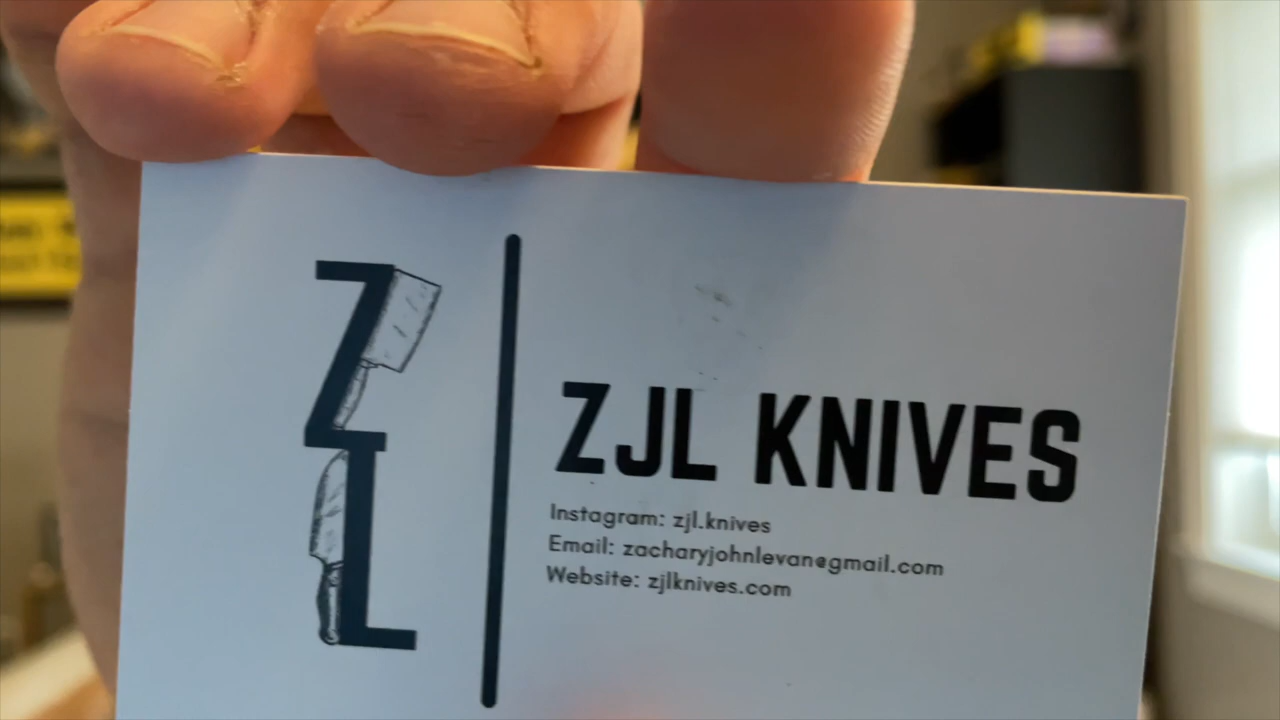 Z
L
ZJL KNIVES
Instagram: zjl.knives
Email: zacharyjohnlevan@gmail.com
Website: zjlknives.com